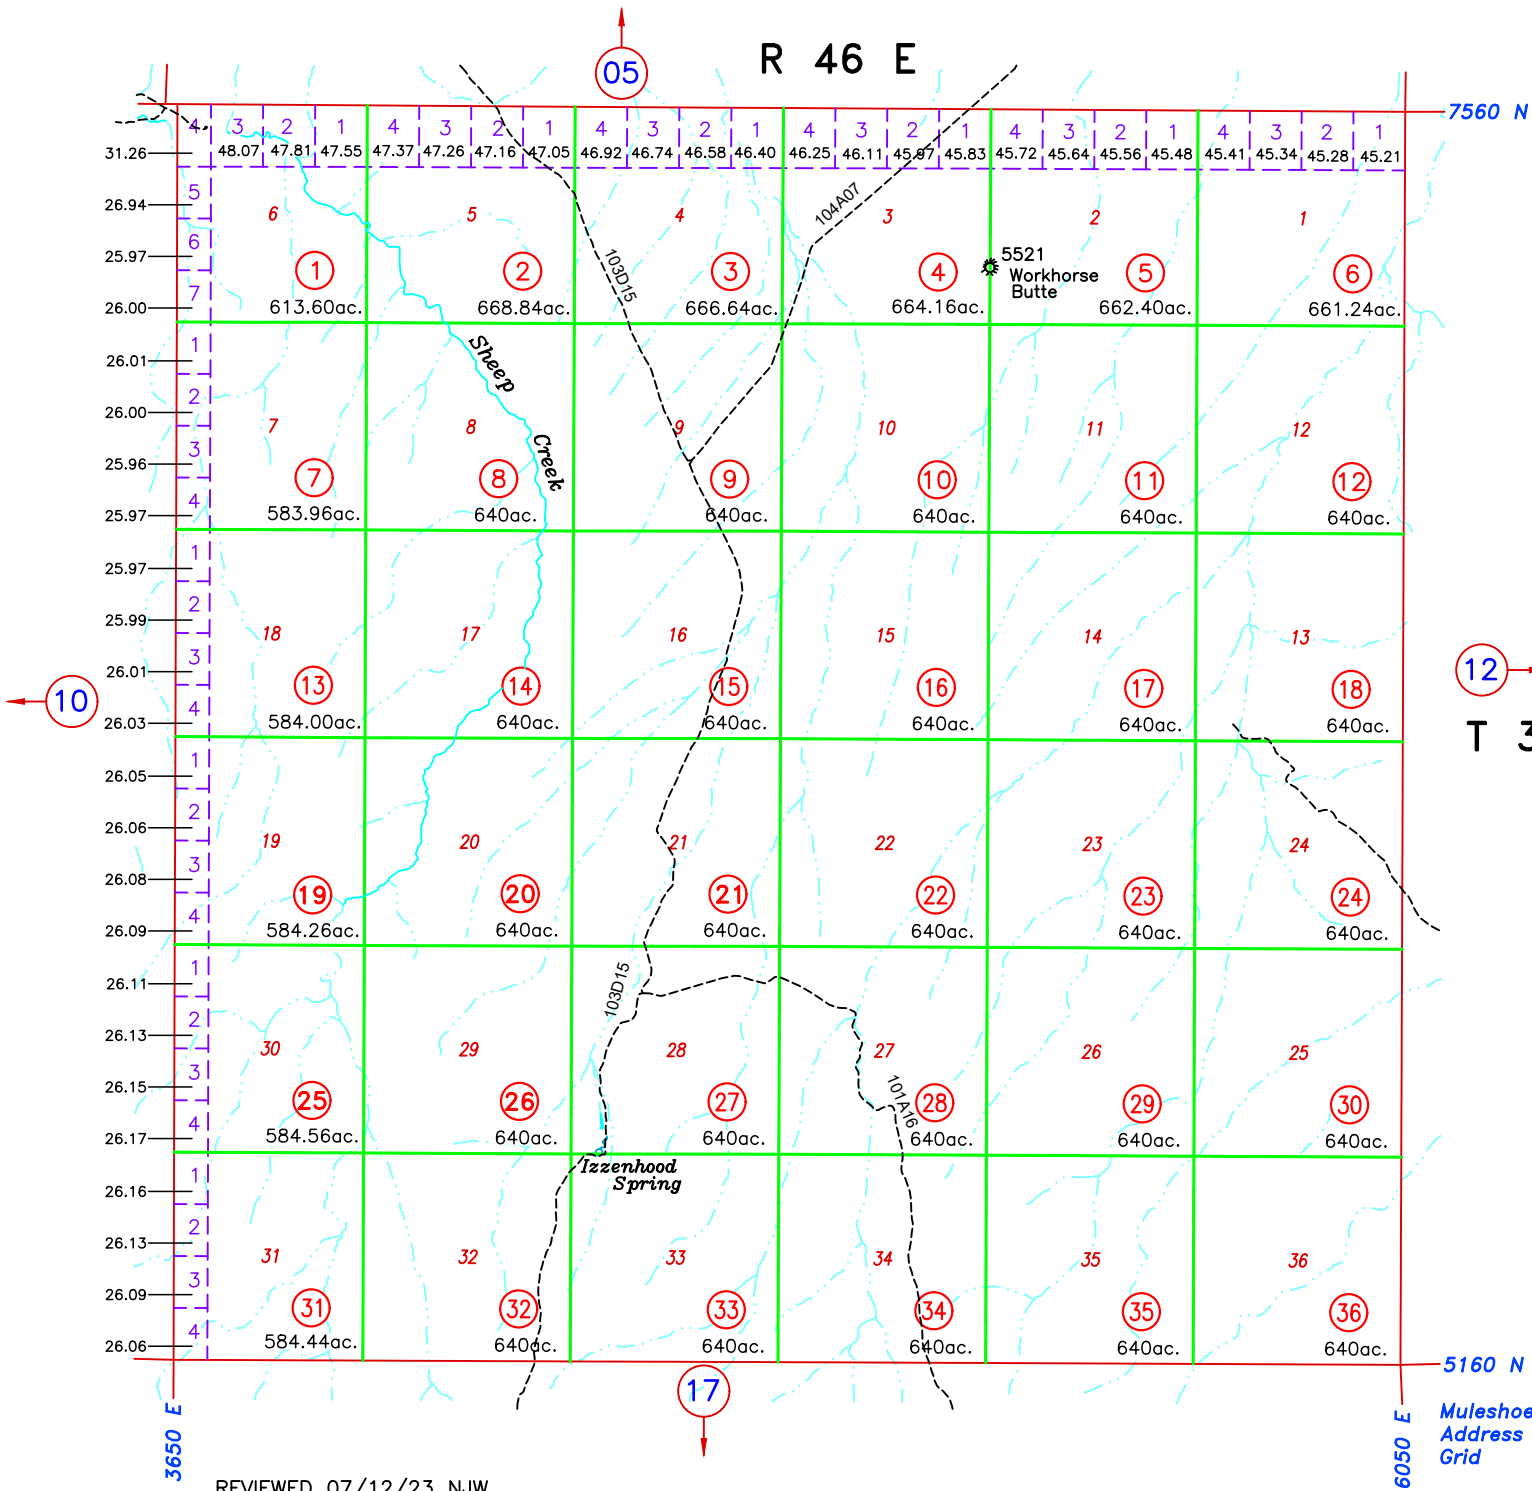 R 46 E
05
7560 N
4 3 2 1 4 3 2 1 4 3 2 1 4 3 2 1 4 3 2 1 4 3 2 1
31.26 48.07 47.81 47.55 47.37 47.26 47.16 47.05 46.92 46.74 46.58 46.40 46.25 46.11 45.97 45.83 45.72 45.64 45.56 45.48 45.41 45.34 45.28 45.21
5
26.94
104A07
6 5 4 3 2 1
6
25.97
5521
Workhorse
Butte
103D15
1 2 3 4 5 6
7
26.00
613.60ac. 668.84ac. 666.64ac. 664.16ac. 662.40ac. 661.24ac.
1
26.01
Sheep
2
26.00
7 8 9 10 11 12
Creek
3
25.96
7 8 9 10 11 12
4
25.97
583.96ac. 640ac. 640ac. 640ac. 640ac. 640ac.
1
25.97
2
25.99
18 17 16 15 14 13
3
26.01
10
13 14 15 16 17 18
12
4
26.03
584.00ac. 640ac. 640ac. 640ac. 640ac. 640ac.
T 3
1
26.05
2
26.06
19 20 21 22 23 24
3
26.08
19 20 21 22 23 24
4
26.09
584.26ac. 640ac. 640ac. 640ac. 640ac. 640ac.
1
26.11
103D15
2
26.13
30 29 28 27 26 25
3
26.15
101A16
25 26 27 28 29 30
4
26.17
584.56ac. 640ac. 640ac. 640ac. 640ac. 640ac.
Izzenhood
Spring
1
26.16
2
26.13
31 32 33 34 35 36
3
26.09
31 32 33 34 35 36
4
26.06
584.44ac. 640ac. 640ac. 640ac. 640ac. 640ac.
5160 N
17
3650 E
6050 E
Muleshoe
Address
Grid
REVIEWED 07/12/23 NJW